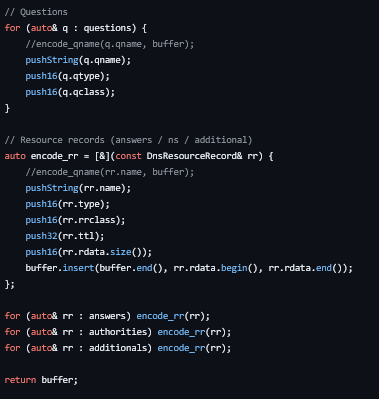 // Questions
for (auto& q : questions) {
    //encode_qname(q.qname, buffer);
    pushString(q.qname);
    push16(q.qtype);
    push16(q.qclass);
}

// Resource records (answers / ns / additional)
auto encode_rr = [&](const DnsResourceRecord& rr) {
    //encode_qname(rr.name, buffer);
    pushString(rr.name);
    push16(rr.type);
    push16(rr.rrclass);
    push32(rr.ttl);
    push16(rr.rdata.size());
    buffer.insert(buffer.end(), rr.rdata.begin(), rr.rdata.end());
};

for (auto& rr : answers) encode_rr(rr);
for (auto& rr : authorities) encode_rr(rr);
for (auto& rr : additionals) encode_rr(rr);

return buffer;